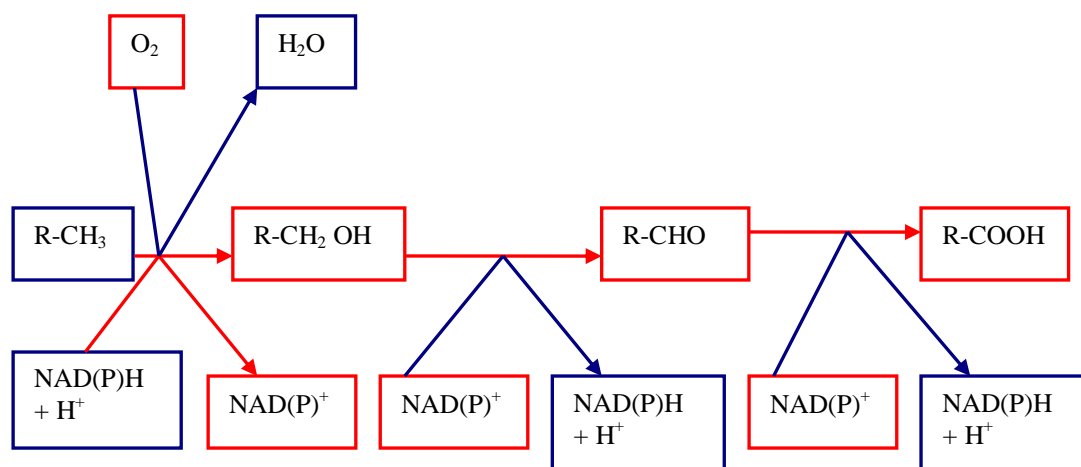 O₂
H₂O
R-CH₃
R-CH₂ OH
R-CHO
R-COOH
NAD(P)H
+ H⁺
NAD(P)⁺
NAD(P)⁺
NAD(P)H
+ H⁺
NAD(P)⁺
NAD(P)H
+ H⁺